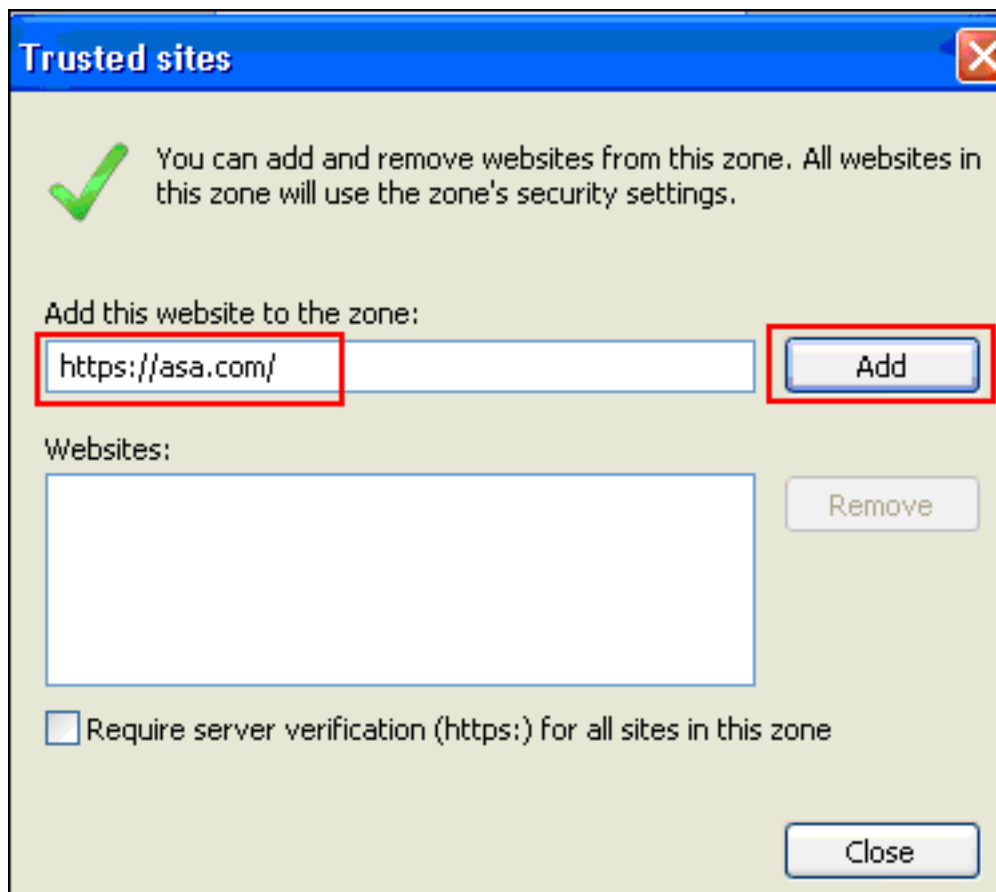 Trusted sites
You can add and remove websites from this zone. All websites in
this zone will use the zone's security settings.
Add this website to the zone:
https://asa.com/
Add
Websites:
Remove
Require server verification (https:) for all sites in this zone
Close